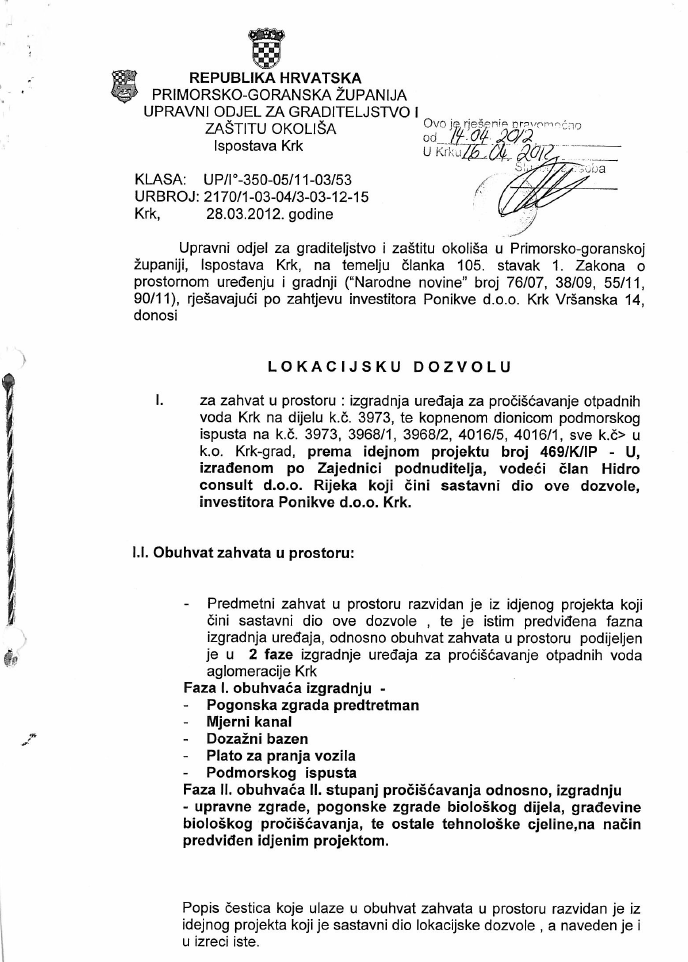 REPUBLIKA HRVATSKA
PRIMORSKO-GORANSKA ŽUPANIJA
UPRAVNI ODJEL ZA GRADITELJSTVO I
ZAŠTITU OKOLIŠA
Ispostava Krk
Ovo je rješenje pravomoćno
od 14.04.2012
U Krku 16.04.2012.
KLASA: UP/I°-350-05/11-03/53
URBROJ: 2170/1-03-04/3-03-12-15
Krk, 28.03.2012. godine
Upravni odjel za graditeljstvo i zaštitu okoliša u Primorsko-goranskoj
županiji, Ispostava Krk, na temelju članka 105. stavak 1. Zakona o
prostornom uređenju i gradnji (“Narodne novine” broj 76/07, 38/09, 55/11,
90/11), rješavajući po zahtjevu investitora Ponikve d.o.o. Krk Vršanska 14,
donosi
LOKACIJSKU DOZVOLU
I. za zahvat u prostoru : izgradnja uređaja za pročišćavanje otpadnih
voda Krk na dijelu k.č. 3973, te kopnenom dionicom podmorskog
ispusta na k.č. 3973, 3968/1, 3968/2, 4016/5, 4016/1, sve k.č> u
k.o. Krk-grad, prema idejnom projektu broj 469/K/IP - U,
izrađenom po Zajednici podnuditelja, vodeći član Hidro
consult d.o.o. Rijeka koji čini sastavni dio ove dozvole,
investitora Ponikve d.o.o. Krk.
I.I. Obuhvat zahvata u prostoru:
- Predmetni zahvat u prostoru razvidan je iz idjenog projekta koji
čini sastavni dio ove dozvole , te je istim predviđena fazna
izgradnja uređaja, odnosno obuhvat zahvata u prostoru podijeljen
je u 2 faze izgradnje uređaja za proćišćavanje otpadnih voda
aglomeracije Krk
Faza I. obuhvaća izgradnju -
- Pogonska zgrada predtretman
- Mjerni kanal
- Dozažni bazen
- Plato za pranja vozila
- Podmorskog ispusta
Faza II. obuhvaća II. stupanj pročišćavanja odnosno, izgradnju
- upravne zgrade, pogonske zgrade biološkog dijela, građevine
biološkog pročišćavanja, te ostale tehnološke cjeline,na način
predviđen idjenim projektom.
Popis čestica koje ulaze u obuhvat zahvata u prostoru razvidan je iz
idejnog projekta koji je sastavni dio lokacijske dozvole , a naveden je i
u izreci iste.